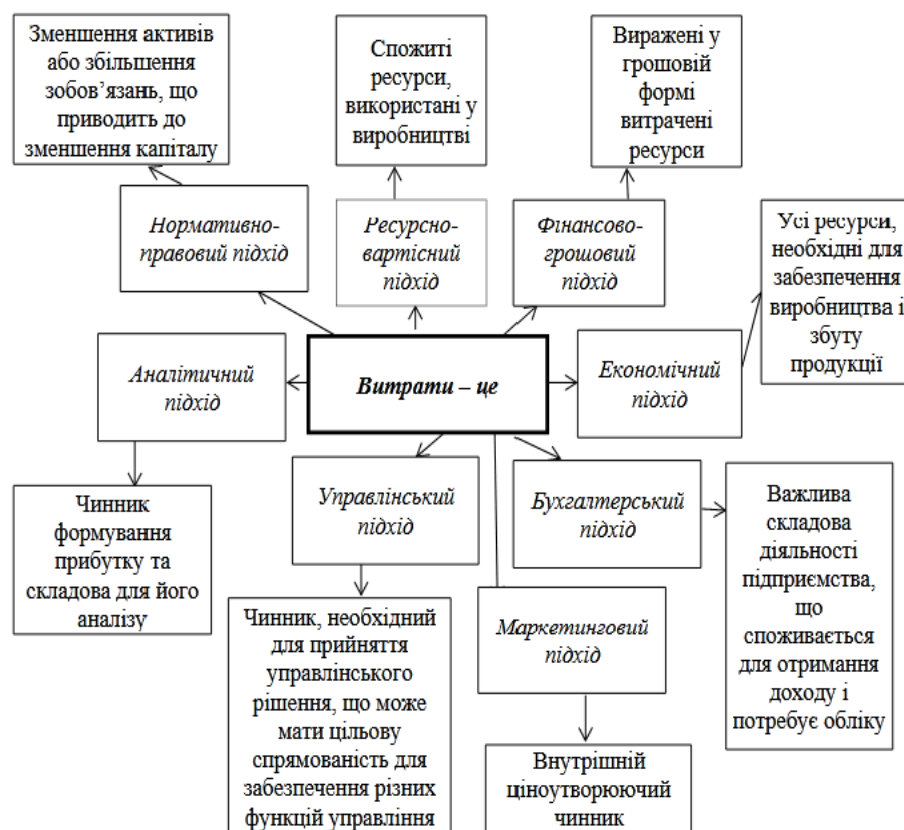 Зменшення активів
або збільшення
зобов’язань, що
приводить до
зменшення капіталу
Спожиті
ресурси,
використані у
виробництві
Виражені у
грошовій
формі
витрачені
ресурси
Нормативно-
правовий підхід
Ресурсно-
вартісний
підхід
Фінансово-
грошовий
підхід
Усі ресурси,
необхідні для
забезпечення
виробництва і
збуту
продукції
Аналітичний
підхід
Витрати – це
Економічний
підхід
Управлінський
підхід
Бухгалтерський
підхід
Чинник
формування
прибутку та
складова для його
аналізу
Важлива
складова
діяльності
підприємства,
що
споживається
для отримання
доходу і
потребує обліку
Чинник, необхідний
для прийняття
управлінського
рішення, що може
мати цільову
спрямованість для
забезпечення різних
функцій управління
Маркетинговий
підхід
Внутрішній
ціноутворюючий
чинник